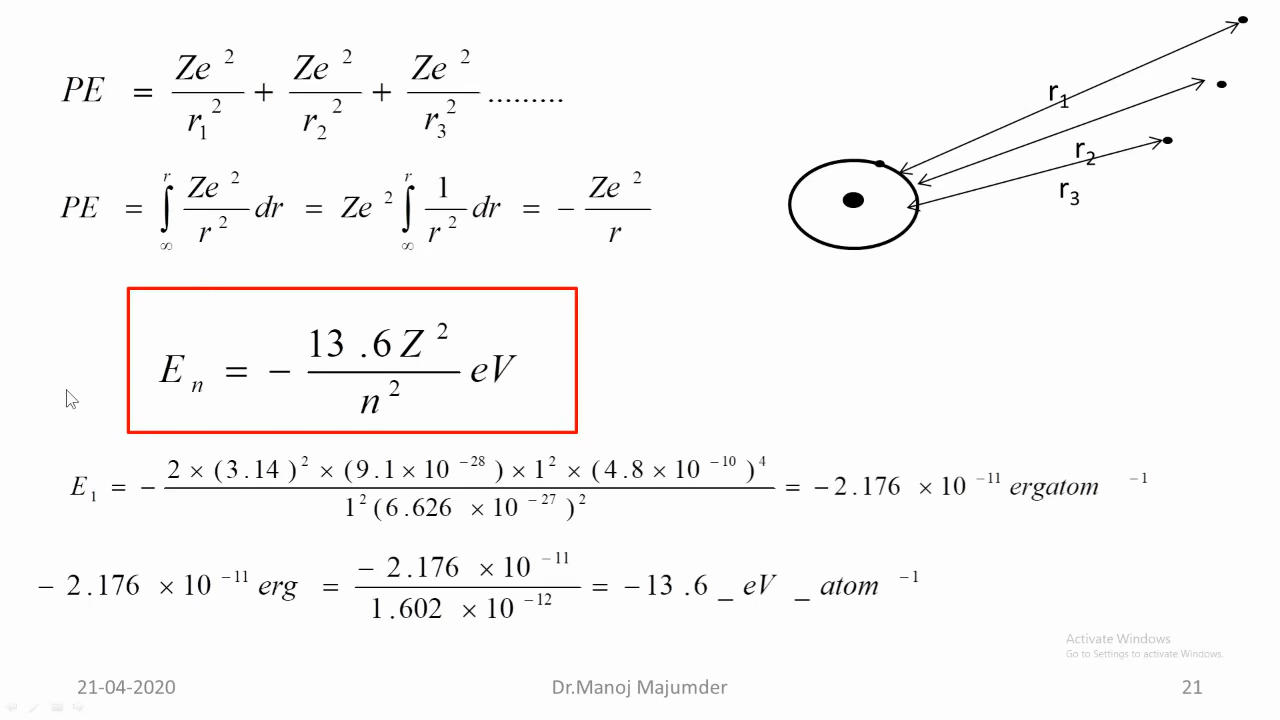 PE = Ze²/r₁² + Ze²/r₂² + Ze²/r₃² .........
r₁
r₂
r₃
PE = ∫∞^r Ze²/r² dr = Ze² ∫∞^r 1/r² dr = − Ze²/r
Eₙ = − 13.6 Z²/n² eV
E₁ = − 2 × (3.14)² × (9.1 × 10⁻²⁸) × 1² × (4.8 × 10⁻¹⁰)⁴ / 1² (6.626 × 10⁻²⁷)² = −2.176 × 10⁻¹¹ ergatom ⁻¹
− 2.176 × 10⁻¹¹ erg = − 2.176 × 10⁻¹¹ / 1.602 × 10⁻¹² = −13.6 _ eV _ atom ⁻¹
Activate Windows
Go to Settings to activate Windows.
21-04-2020
Dr.Manoj Majumder
21